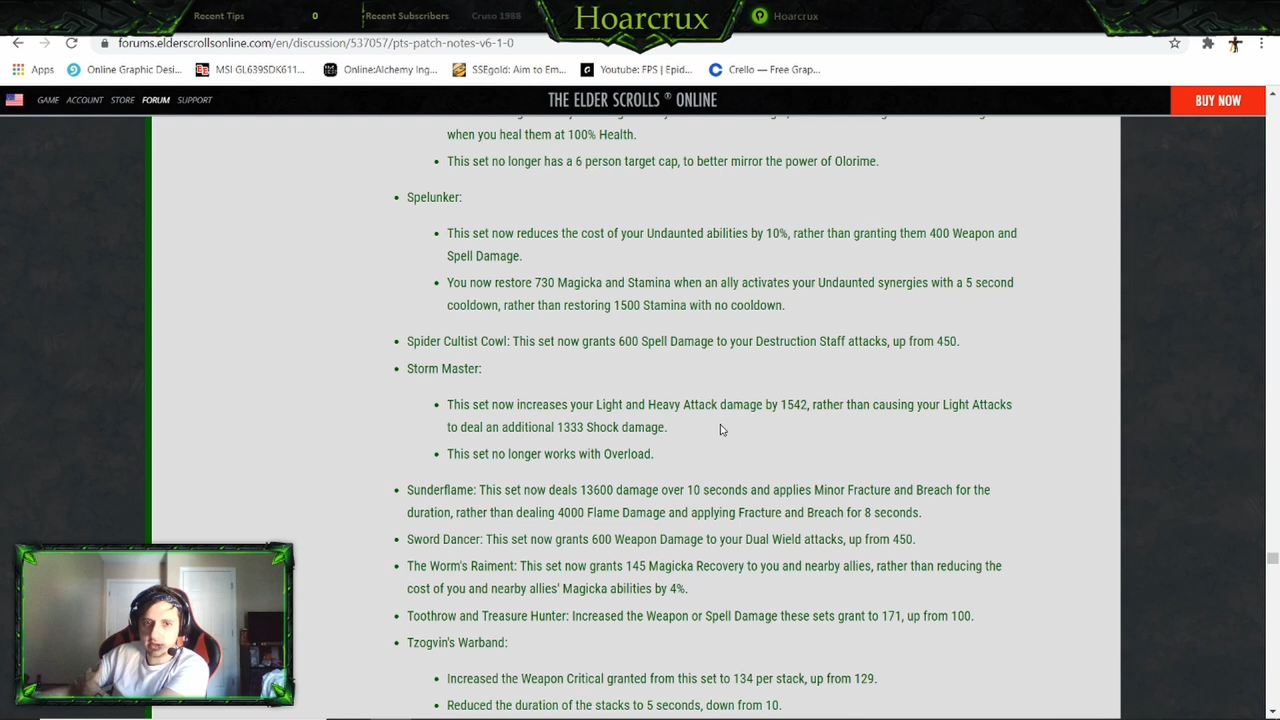 Recent Tips 0 Recent Subscribers Cruso 1988 Hoarcrux Hoarcrux
forums.elderscrollsonline.com/en/discussion/537057/pts-patch-notes-v6-1-0
Apps Online Graphic Desi... MSI GL639SDK611... Online:Alchemy Ing... SSEgold: Aim to Em... Youtube: FPS | Epid... Crello — Free Grap...
GAME ACCOUNT STORE FORUM SUPPORT THE ELDER SCROLLS ® ONLINE BUY NOW
when you heal them at 100% Health.
• This set no longer has a 6 person target cap, to better mirror the power of Olorime.
• Spelunker:
• This set now reduces the cost of your Undaunted abilities by 10%, rather than granting them 400 Weapon and
Spell Damage.
• You now restore 730 Magicka and Stamina when an ally activates your Undaunted synergies with a 5 second
cooldown, rather than restoring 1500 Stamina with no cooldown.
• Spider Cultist Cowl: This set now grants 600 Spell Damage to your Destruction Staff attacks, up from 450.
• Storm Master:
• This set now increases your Light and Heavy Attack damage by 1542, rather than causing your Light Attacks
to deal an additional 1333 Shock damage.
• This set no longer works with Overload.
• Sunderflame: This set now deals 13600 damage over 10 seconds and applies Minor Fracture and Breach for the
duration, rather than dealing 4000 Flame Damage and applying Fracture and Breach for 8 seconds.
• Sword Dancer: This set now grants 600 Weapon Damage to your Dual Wield attacks, up from 450.
• The Worm's Raiment: This set now grants 145 Magicka Recovery to you and nearby allies, rather than reducing the
cost of you and nearby allies' Magicka abilities by 4%.
• Toothrow and Treasure Hunter: Increased the Weapon or Spell Damage these sets grant to 171, up from 100.
• Tzogvin's Warband:
• Increased the Weapon Critical granted from this set to 134 per stack, up from 129.
• Reduced the duration of the stacks to 5 seconds, down from 10.